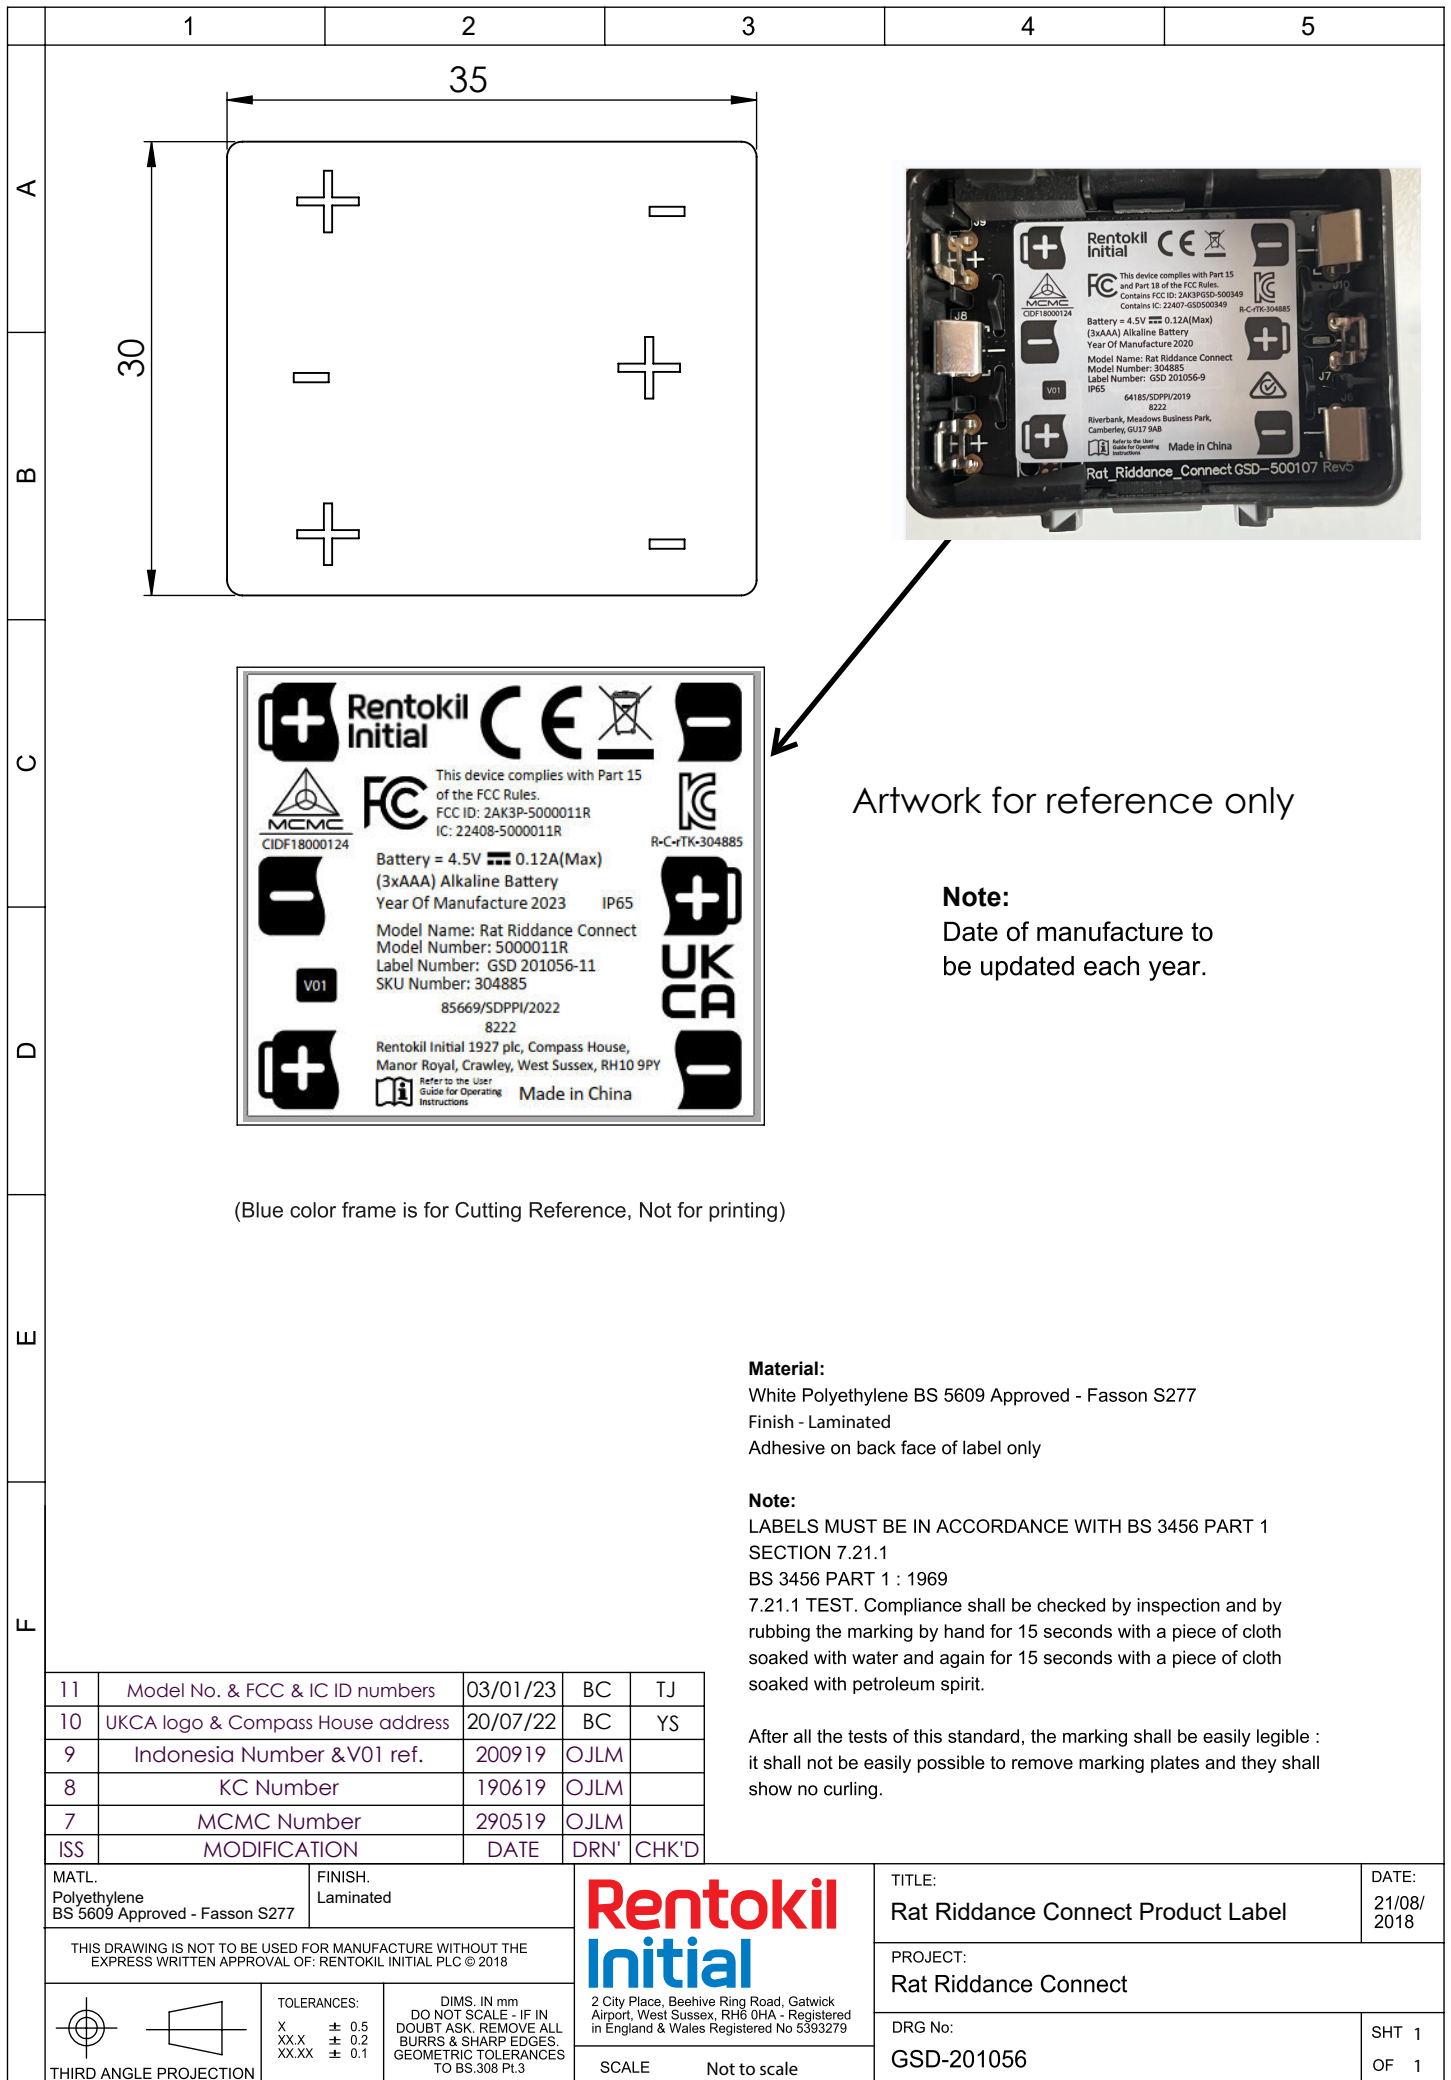 1 2 3 4 5
A
B
C
D
E
F
35
30
+ -
- +
+ -
J9
+
J8
+
J10
J7
J6
Rentokil
Initial
CE
FC
This device complies with Part 15
and Part 18 of the FCC Rules.
Contains FCC ID: 2AK3PGSD-500349
Contains IC: 22407-GSD500349
MCMC
CIDF18000124
R-C-rTK-304885
Battery = 4.5V 0.12A(Max)
(3xAAA) Alkaline Battery
Year Of Manufacture 2020
Model Name: Rat Riddance Connect
Model Number: 304885
Label Number: GSD 201056-9
IP65
V01
64185/SDPPI/2019
8222
Riverbank, Meadows Business Park,
Camberley, GU17 9AB
Refer to the User
Guide for Operating
Instructions
Made in China
Rat_Riddance_Connect GSD-500107 Rev5
Rentokil
Initial
CE
FC
This device complies with Part 15
of the FCC Rules.
FCC ID: 2AK3P-5000011R
IC: 22408-5000011R
MCMC
CIDF18000124
R-C-rTK-304885
Battery = 4.5V 0.12A(Max)
(3xAAA) Alkaline Battery
Year Of Manufacture 2023 IP65
Model Name: Rat Riddance Connect
Model Number: 5000011R
Label Number: GSD 201056-11
SKU Number: 304885
UK
CA
V01
85669/SDPPI/2022
8222
Rentokil Initial 1927 plc, Compass House,
Manor Royal, Crawley, West Sussex, RH10 9PY
Refer to the User
Guide for Operating
Instructions
Made in China
Artwork for reference only
Note:
Date of manufacture to
be updated each year.
(Blue color frame is for Cutting Reference, Not for printing)
Material:
White Polyethylene BS 5609 Approved - Fasson S277
Finish - Laminated
Adhesive on back face of label only
Note:
LABELS MUST BE IN ACCORDANCE WITH BS 3456 PART 1
SECTION 7.21.1
BS 3456 PART 1 : 1969
7.21.1 TEST. Compliance shall be checked by inspection and by
rubbing the marking by hand for 15 seconds with a piece of cloth
soaked with water and again for 15 seconds with a piece of cloth
soaked with petroleum spirit.
After all the tests of this standard, the marking shall be easily legible :
it shall not be easily possible to remove marking plates and they shall
show no curling.
11 Model No. & FCC & IC ID numbers 03/01/23 BC TJ
10 UKCA logo & Compass House address 20/07/22 BC YS
9 Indonesia Number &V01 ref. 200919 OJLM
8 KC Number 190619 OJLM
7 MCMC Number 290519 OJLM
ISS MODIFICATION DATE DRN' CHK'D
MATL.
Polyethylene
BS 5609 Approved - Fasson S277
FINISH.
Laminated
THIS DRAWING IS NOT TO BE USED FOR MANUFACTURE WITHOUT THE
EXPRESS WRITTEN APPROVAL OF: RENTOKIL INITIAL PLC © 2018
THIRD ANGLE PROJECTION
TOLERANCES:
X ± 0.5
XX.X ± 0.2
XX.XX ± 0.1
DIMS. IN mm
DO NOT SCALE - IF IN
DOUBT ASK. REMOVE ALL
BURRS & SHARP EDGES.
GEOMETRIC TOLERANCES
TO BS.308 Pt.3
Rentokil
Initial
2 City Place, Beehive Ring Road, Gatwick
Airport, West Sussex, RH6 0HA - Registered
in England & Wales Registered No 5393279
SCALE Not to scale
TITLE:
Rat Riddance Connect Product Label
DATE:
21/08/
2018
PROJECT:
Rat Riddance Connect
DRG No:
GSD-201056
SHT 1
OF 1